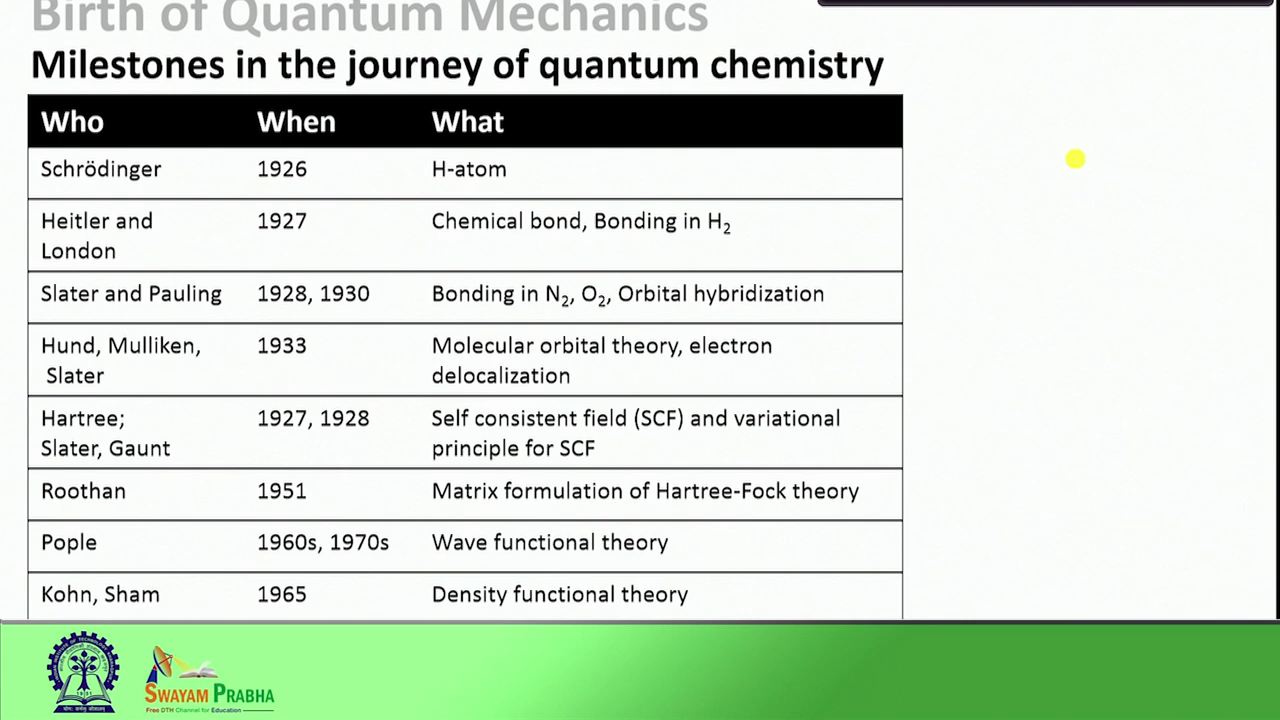 Birth of Quantum Mechanics
Milestones in the journey of quantum chemistry
Who When What
Schrödinger 1926 H-atom
Heitler and London 1927 Chemical bond, Bonding in H₂
Slater and Pauling 1928, 1930 Bonding in N₂, O₂, Orbital hybridization
Hund, Mulliken, Slater 1933 Molecular orbital theory, electron delocalization
Hartree; Slater, Gaunt 1927, 1928 Self consistent field (SCF) and variational principle for SCF
Roothan 1951 Matrix formulation of Hartree-Fock theory
Pople 1960s, 1970s Wave functional theory
Kohn, Sham 1965 Density functional theory
SWAYAM PRABHA
Free DTH Channel for Education